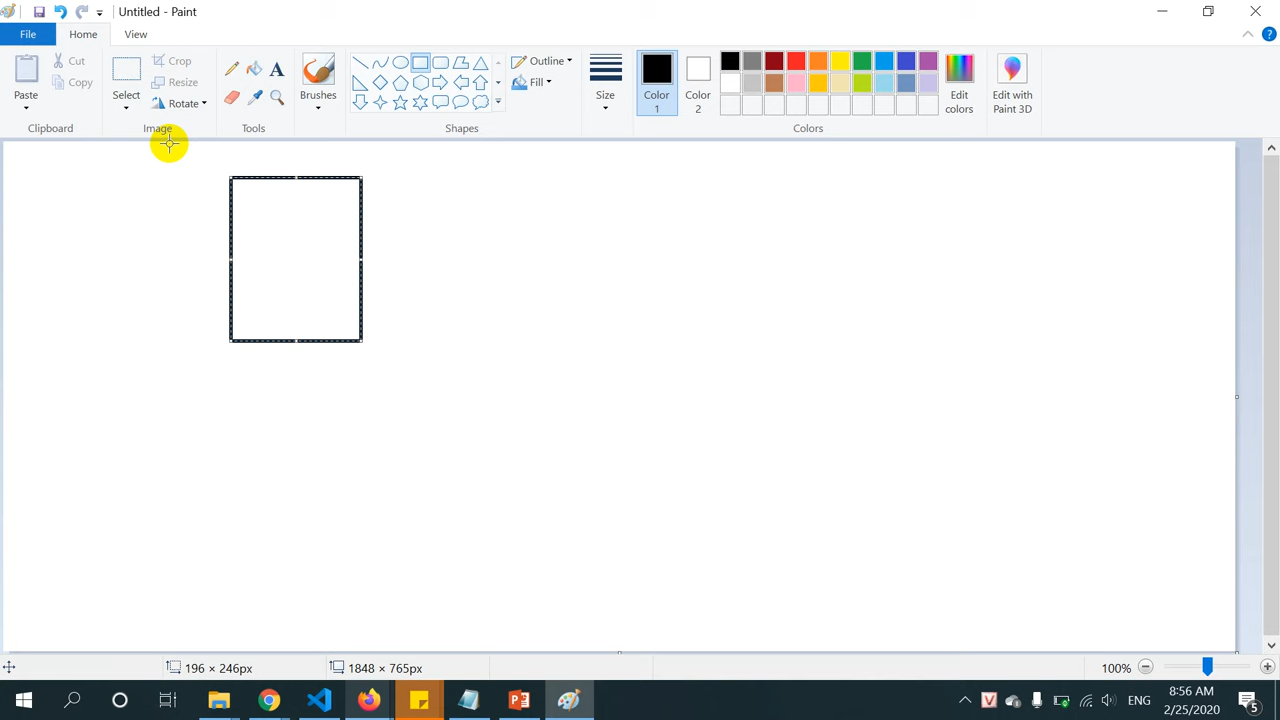 Untitled - Paint
File Home View
Paste
Cut
Copy
Clipboard
Select
Crop
Resize
Rotate
Image
A
Tools
Brushes
Shapes
Outline
Fill
Size
Color 1
Color 2
Colors
Edit colors
Edit with Paint 3D
?
196 × 246px
1848 × 765px
100%
ENG
8:56 AM
2/25/2020
5